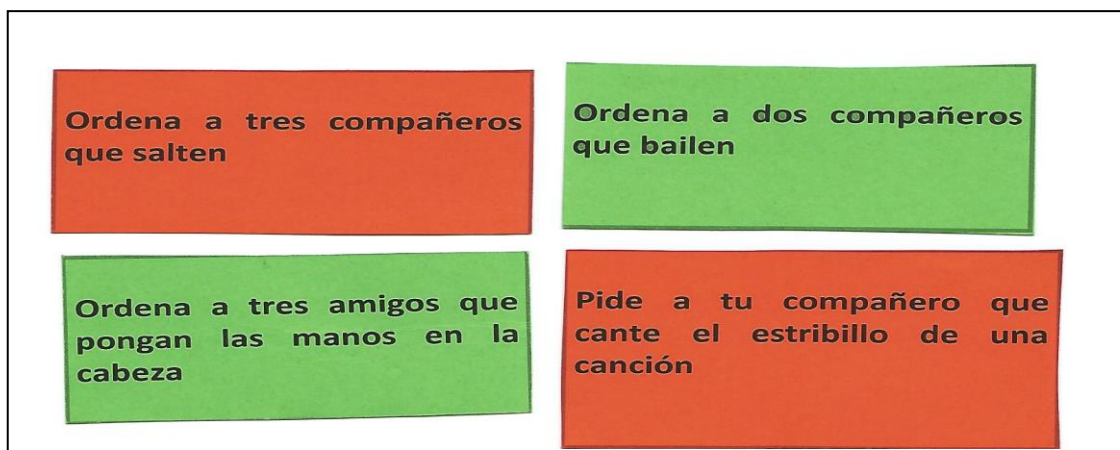 Ordena a tres compañeros
que salten
Ordena a dos compañeros
que bailen
Ordena a tres amigos que
pongan las manos en la
cabeza
Pide a tu compañero que
cante el estribillo de una
canción